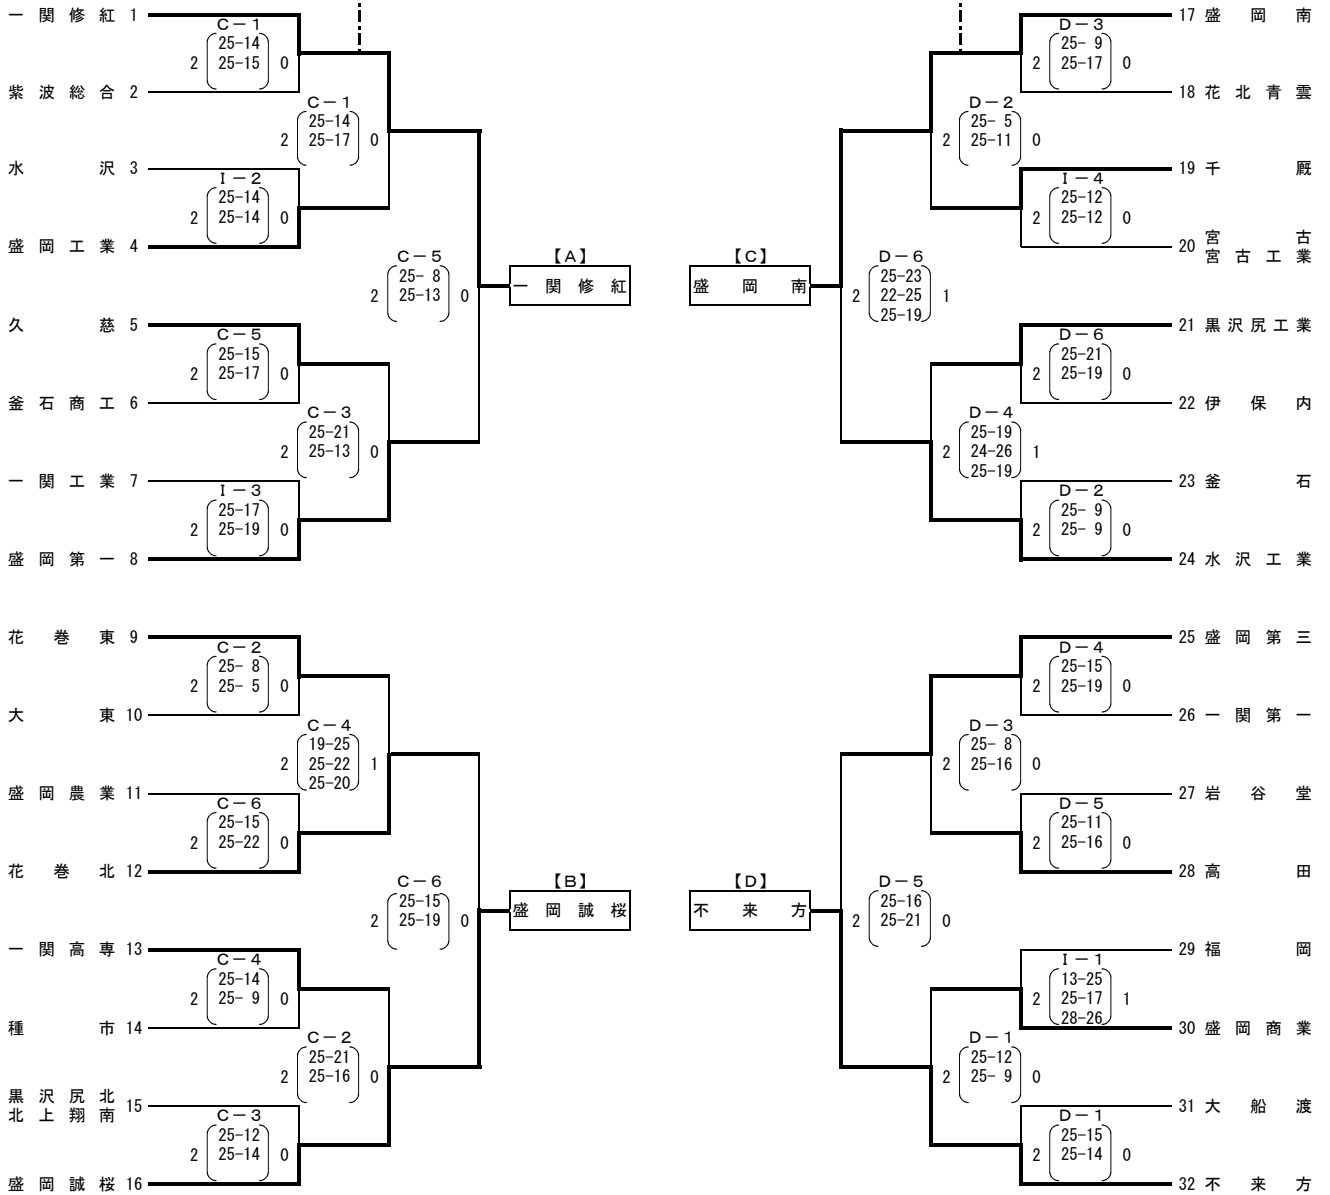 一関修紅 1
C－1
25-14
2 25-15 0
紫波総合 2
C－1
25-14
2 25-17 0
水沢 3
I－2
25-14
2 25-14 0
盛岡工業 4
C－5
25- 8
2 25-13 0
【A】
一関修紅
久慈 5
C－5
25-15
2 25-17 0
釜石商工 6
C－3
25-21
2 25-13 0
一関工業 7
I－3
25-17
2 25-19 0
盛岡第一 8
花巻東 9
C－2
25- 8
2 25- 5 0
大東 10
C－4
19-25
2 25-22 1
25-20
盛岡農業 11
C－6
25-15
2 25-22 0
花巻北 12
C－6
25-15
2 25-19 0
【B】
盛岡誠桜
一関高専 13
C－4
25-14
2 25- 9 0
種市 14
C－2
25-21
2 25-16 0
黒沢尻北
北上翔南 15
C－3
25-12
2 25-14 0
盛岡誠桜 16
17 盛岡南
D－3
25- 9
2 25-17 0
18 花北青雲
D－2
25- 5
2 25-11 0
19 千厩
I－4
25-12
2 25-12 0
20 宮古
宮古工業
【C】
盛岡南
D－6
25-23
2 22-25 1
25-19
21 黒沢尻工業
D－6
25-21
2 25-19 0
22 伊保内
D－4
25-19
2 24-26 1
25-19
23 釜石
D－2
25- 9
2 25- 9 0
24 水沢工業
25 盛岡第三
D－4
25-15
2 25-19 0
26 一関第一
D－3
25- 8
2 25-16 0
27 岩谷堂
D－5
25-11
2 25-16 0
28 高田
【D】
不来方
D－5
25-16
2 25-21 0
29 福岡
I－1
13-25
2 25-17 1
28-26
30 盛岡商業
D－1
25-12
2 25- 9 0
31 大船渡
D－1
25-15
2 25-14 0
32 不来方